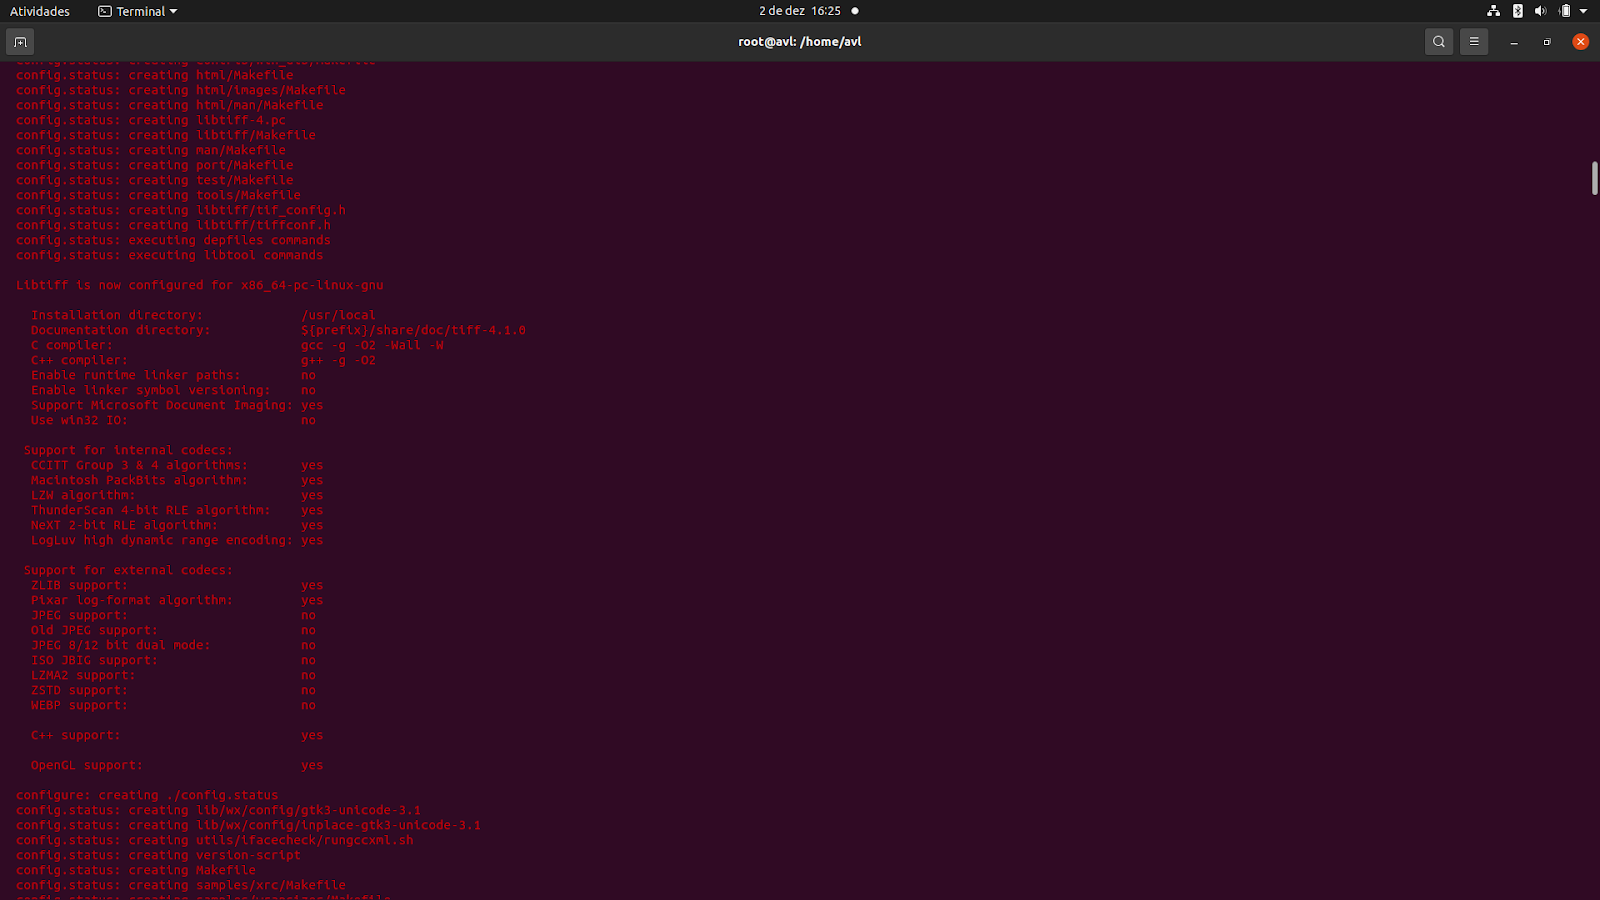 Atividades Terminal 2 de dez 16:25
root@avl: /home/avl
config.status: creating html/Makefile
config.status: creating html/images/Makefile
config.status: creating html/man/Makefile
config.status: creating libtiff-4.pc
config.status: creating libtiff/Makefile
config.status: creating man/Makefile
config.status: creating port/Makefile
config.status: creating test/Makefile
config.status: creating tools/Makefile
config.status: creating libtiff/tif_config.h
config.status: creating libtiff/tiffconf.h
config.status: executing depfiles commands
config.status: executing libtool commands
Libtiff is now configured for x86_64-pc-linux-gnu
Installation directory: /usr/local
Documentation directory: ${prefix}/share/doc/tiff-4.1.0
C compiler: gcc -g -O2 -Wall -W
C++ compiler: g++ -g -O2
Enable runtime linker paths: no
Enable linker symbol versioning: no
Support Microsoft Document Imaging: yes
Use win32 IO: no
Support for internal codecs:
CCITT Group 3 & 4 algorithms: yes
Macintosh PackBits algorithm: yes
LZW algorithm: yes
ThunderScan 4-bit RLE algorithm: yes
NeXT 2-bit RLE algorithm: yes
LogLuv high dynamic range encoding: yes
Support for external codecs:
ZLIB support: yes
Pixar log-format algorithm: yes
JPEG support: no
Old JPEG support: no
JPEG 8/12 bit dual mode: no
ISO JBIG support: no
LZMA2 support: no
ZSTD support: no
WEBP support: no
C++ support: yes
OpenGL support: yes
configure: creating ./config.status
config.status: creating lib/wx/config/gtk3-unicode-3.1
config.status: creating lib/wx/config/inplace-gtk3-unicode-3.1
config.status: creating utils/ifacecheck/rungccxml.sh
config.status: creating version-script
config.status: creating Makefile
config.status: creating samples/xrc/Makefile